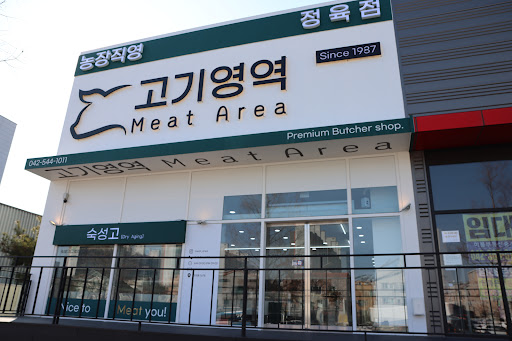 농장직영
정육점
Since 1987
고기영역
Meat Area
Premium Butcher shop.
042-544-1011
고기영역 Meat Area
숙성고 (Dry Aging)
임대
Nice to Meat you!